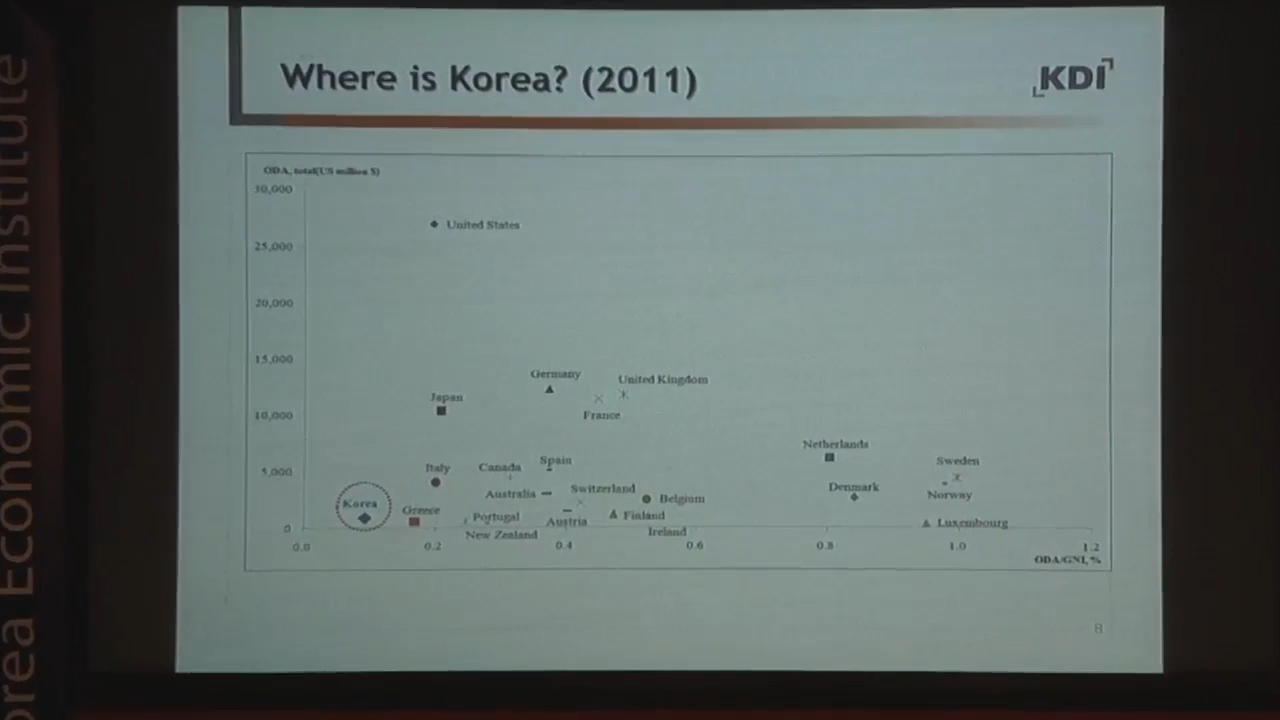 Korea Economic Institute
Where is Korea? (2011)
KDI
ODA, total(US million $)
30,000
United States
25,000
20,000
15,000
Germany
United Kingdom
Japan
10,000
France
Netherlands
Italy
Canada
Spain
Sweden
5,000
Australia
Switzerland
Belgium
Denmark
Norway
Korea
Greece
Portugal
Austria
Finland
Luxembourg
0
New Zealand
Ireland
0.0 0.2 0.4 0.6 0.8 1.0 1.2
ODA/GNI, %
8